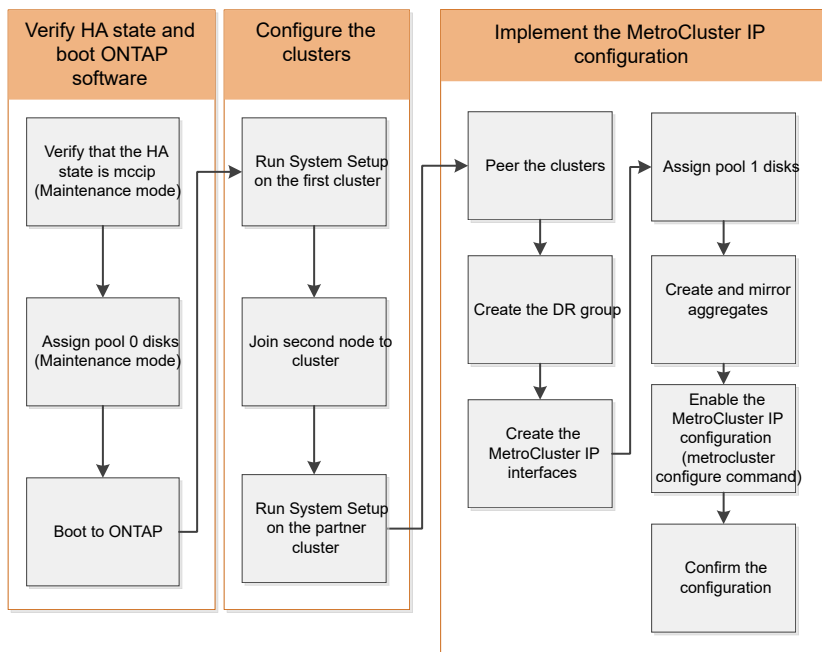 Verify HA state and
boot ONTAP
software
Verify that the HA
state is mccip
(Maintenance mode)
Assign pool 0 disks
(Maintenance mode)
Boot to ONTAP
Configure the
clusters
Run System Setup
on the first cluster
Join second node to
cluster
Run System Setup
on the partner
cluster
Implement the MetroCluster IP
configuration
Peer the clusters
Create the DR group
Create the
MetroCluster IP
interfaces
Assign pool 1 disks
Create and mirror
aggregates
Enable the
MetroCluster IP
configuration
(metrocluster
configure command)
Confirm the
configuration